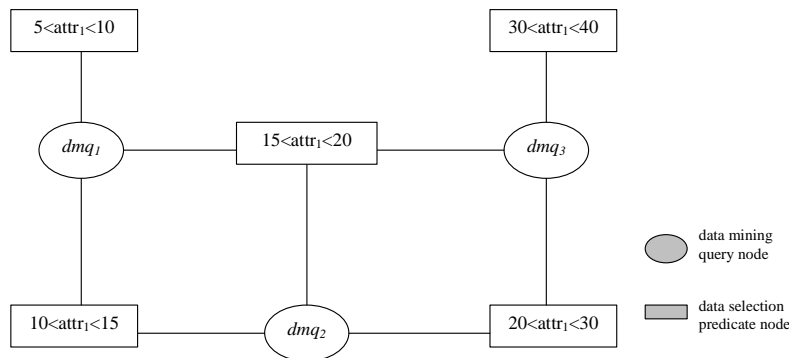 5<attr₁<10
30<attr₁<40
dmq₁
15<attr₁<20
dmq₃
data mining
query node
10<attr₁<15
dmq₂
20<attr₁<30
data selection
predicate node